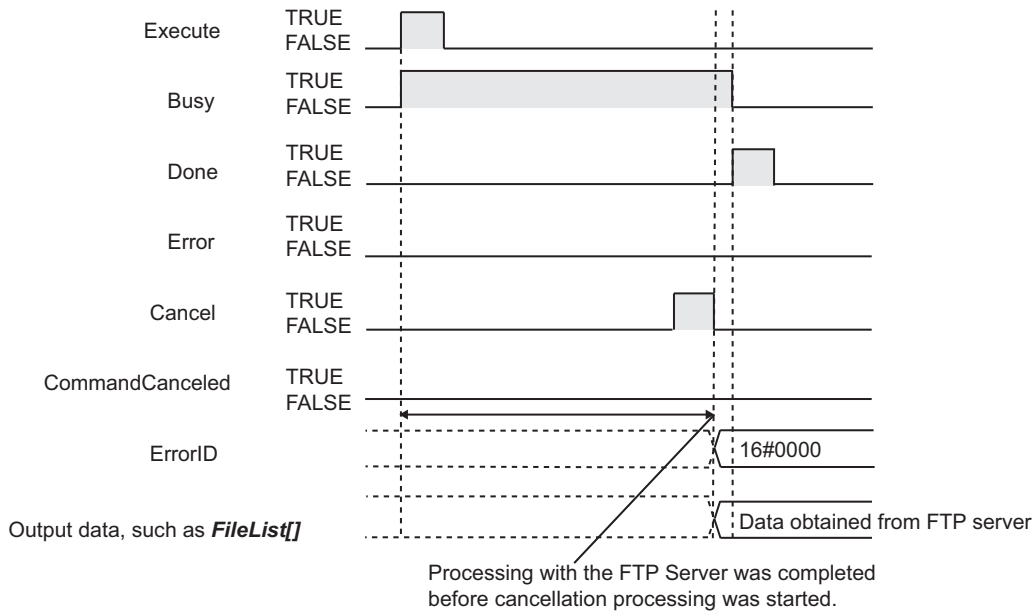 Execute TRUE
FALSE
Busy TRUE
FALSE
Done TRUE
FALSE
Error TRUE
FALSE
Cancel TRUE
FALSE
CommandCanceled TRUE
FALSE
ErrorID 16#0000
Output data, such as FileList[] Data obtained from FTP server
Processing with the FTP Server was completed
before cancellation processing was started.